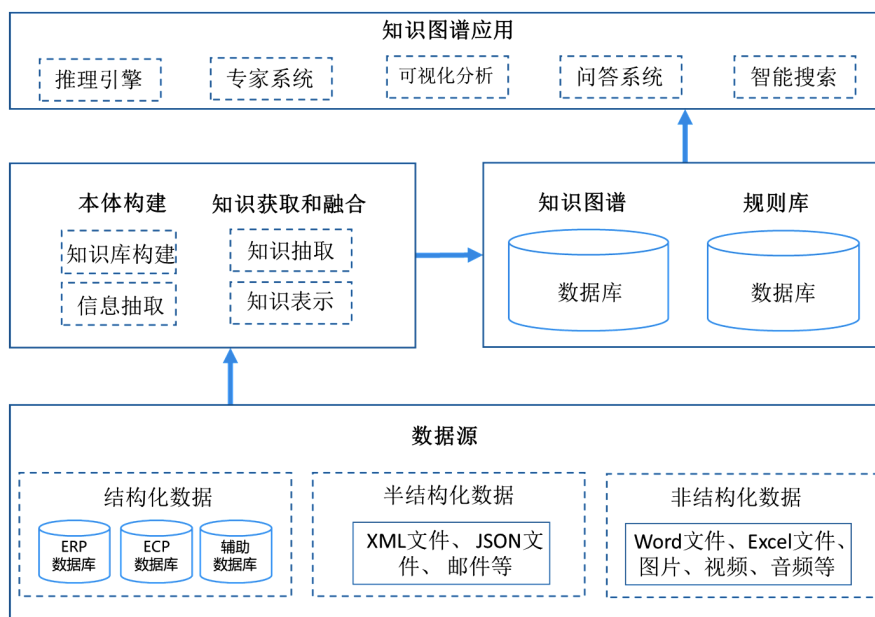 知识图谱应用
推理引擎
专家系统
可视化分析
问答系统
智能搜索
本体构建
知识库构建
信息抽取
知识获取和融合
知识抽取
知识表示
知识图谱
数据库
规则库
数据库
数据源
结构化数据
ERP
数据库
ECP
数据库
辅助
数据库
半结构化数据
XML文件、JSON文
件、邮件等
非结构化数据
Word文件、Excel文件、
图片、视频、音频等